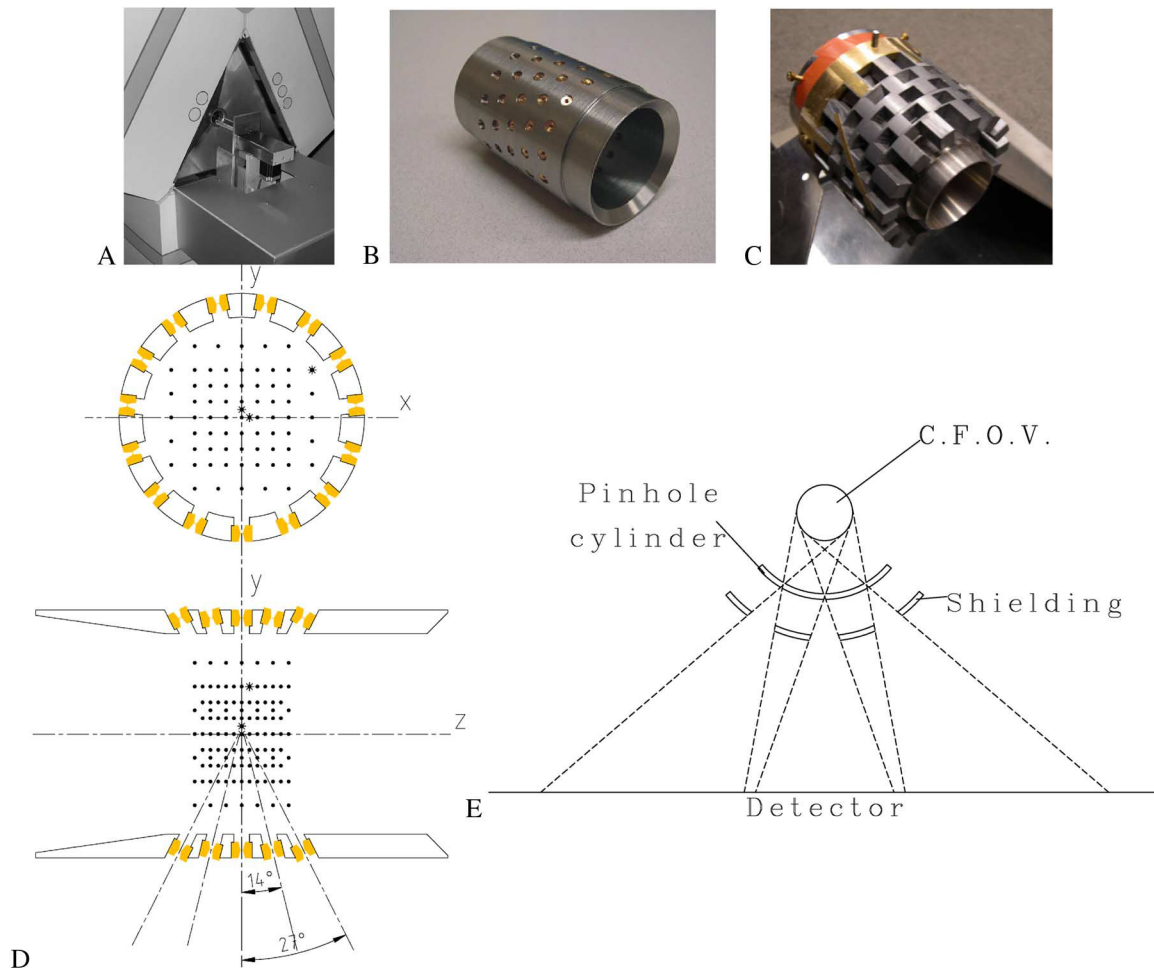 A
B
C
y
X
y
Z
14°
27°
D
C.F.O.V.
Pinhole
cylinder
Shielding
Detector
E